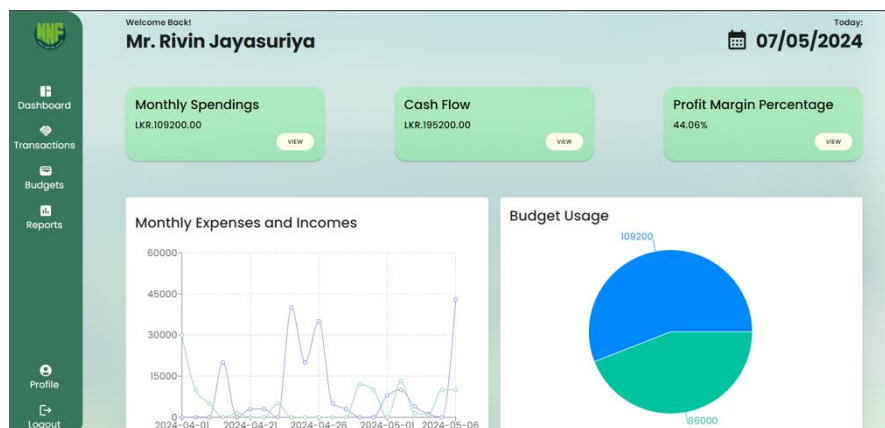 NNF
Welcome Back!
Mr. Rivin Jayasuriya
Today:
07/05/2024
Dashboard
Transactions
Budgets
Reports
Profile
Logout
Monthly Spendings
LKR.109200.00
VIEW
Cash Flow
LKR.195200.00
VIEW
Profit Margin Percentage
44.06%
VIEW
Monthly Expenses and Incomes
60000
45000
30000
15000
0
2024-04-01 2024-04-21 2024-04-26 2024-05-01 2024-05-06
Budget Usage
109200
86000